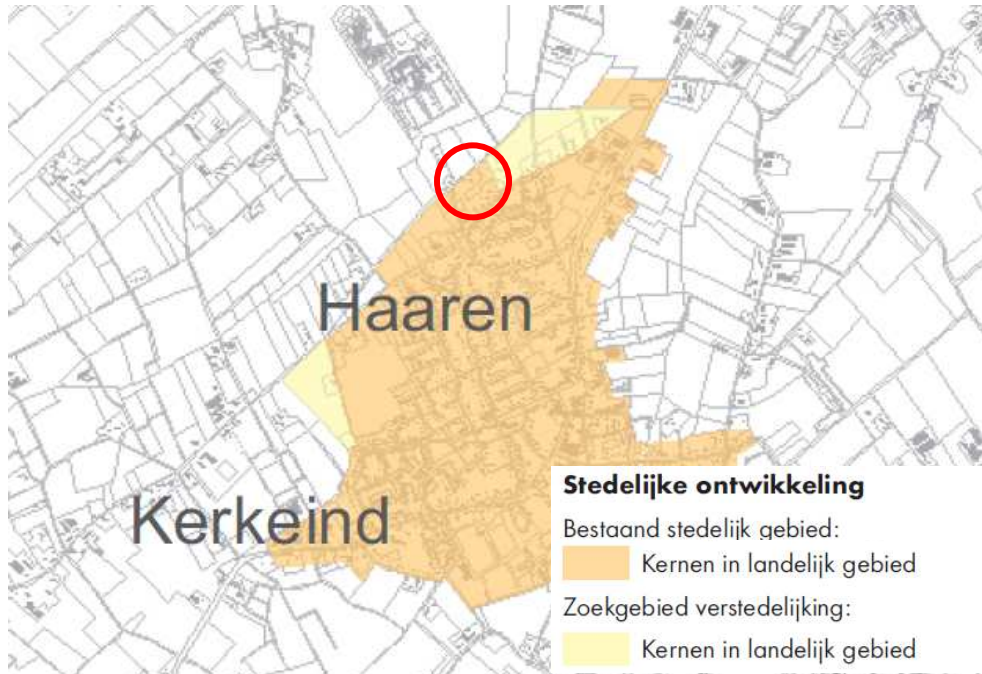 Haaren
Kerkeind
Stedelijke ontwikkeling
Bestaand stedelijk gebied:
Kernen in landelijk gebied
Zoekgebied verstedelijking:
Kernen in landelijk gebied